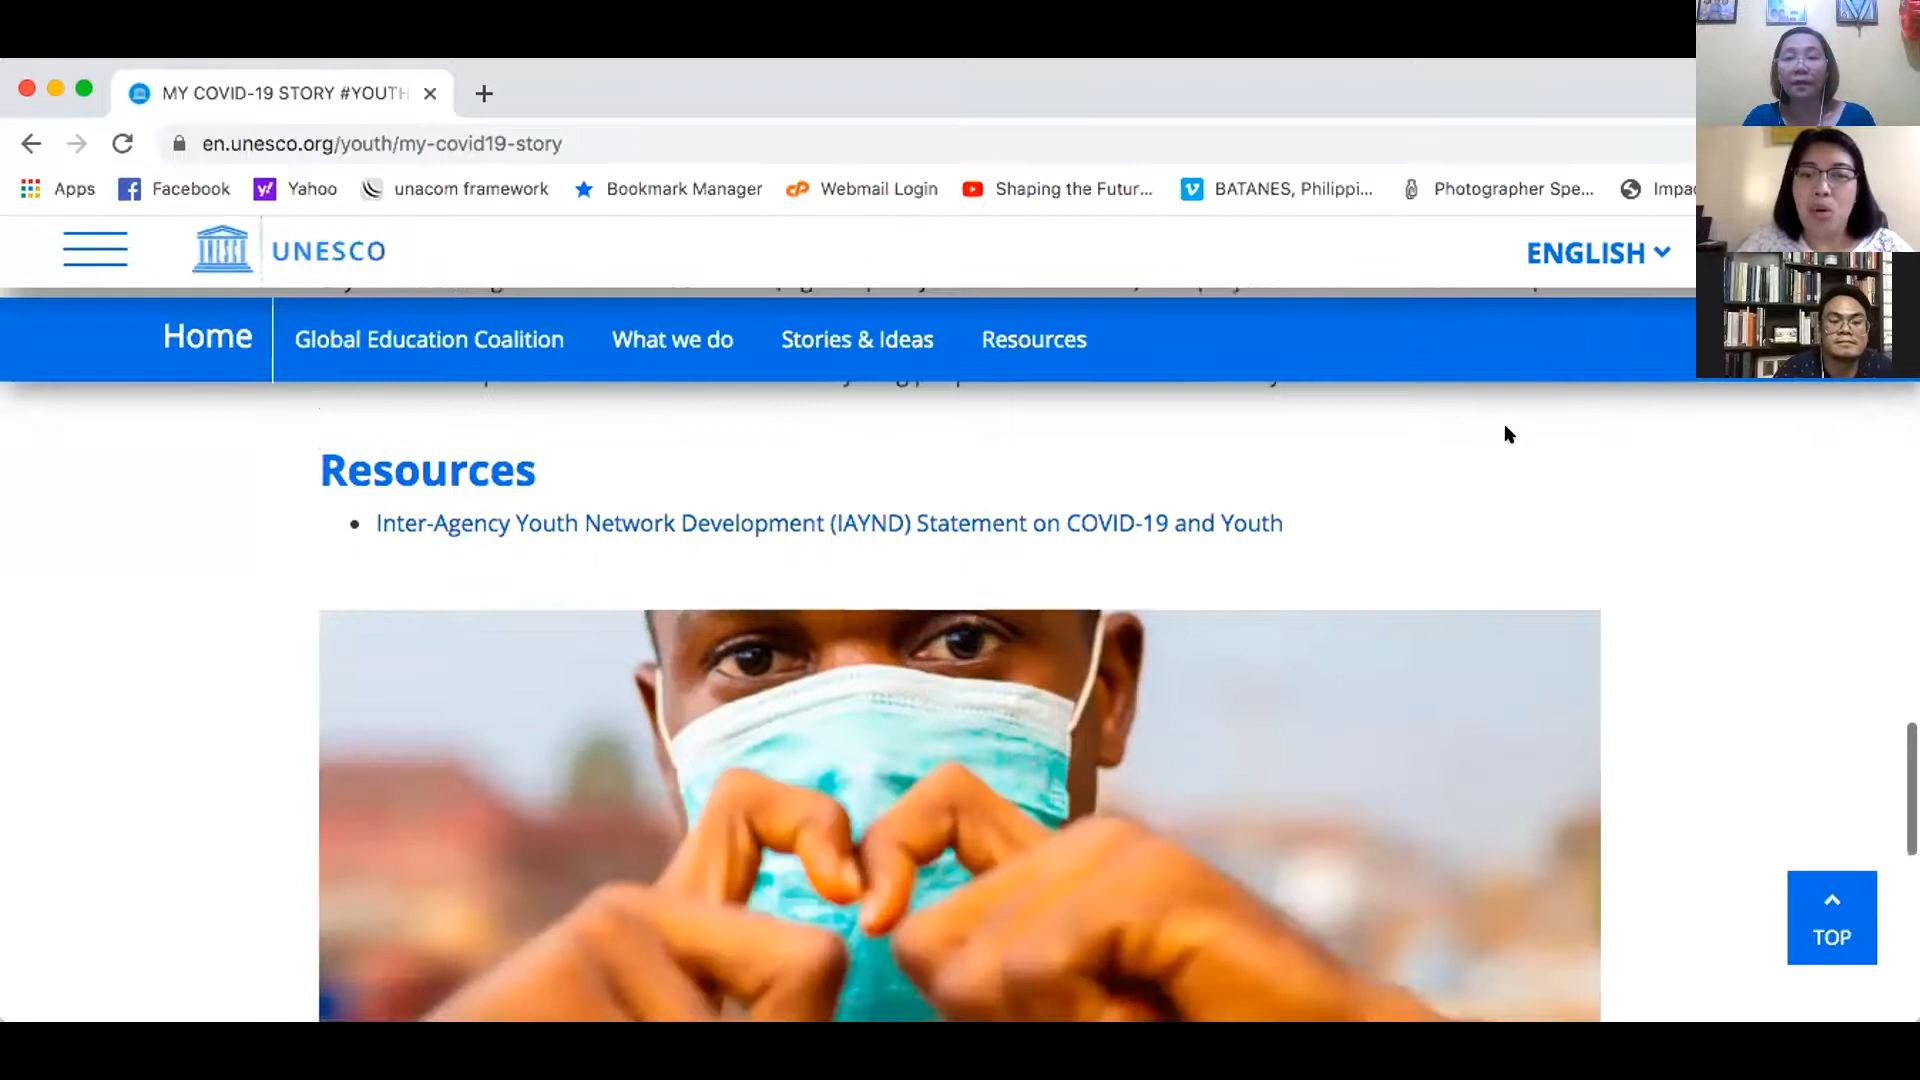 MY COVID-19 STORY #YOUTH
en.unesco.org/youth/my-covid19-story
Apps Facebook Yahoo unacom framework Bookmark Manager Webmail Login Shaping the Futur... BATANES, Philippi... Photographer Spe... Impac
UNESCO
ENGLISH
Home Global Education Coalition What we do Stories & Ideas Resources
Resources
• Inter-Agency Youth Network Development (IAYND) Statement on COVID-19 and Youth
TOP